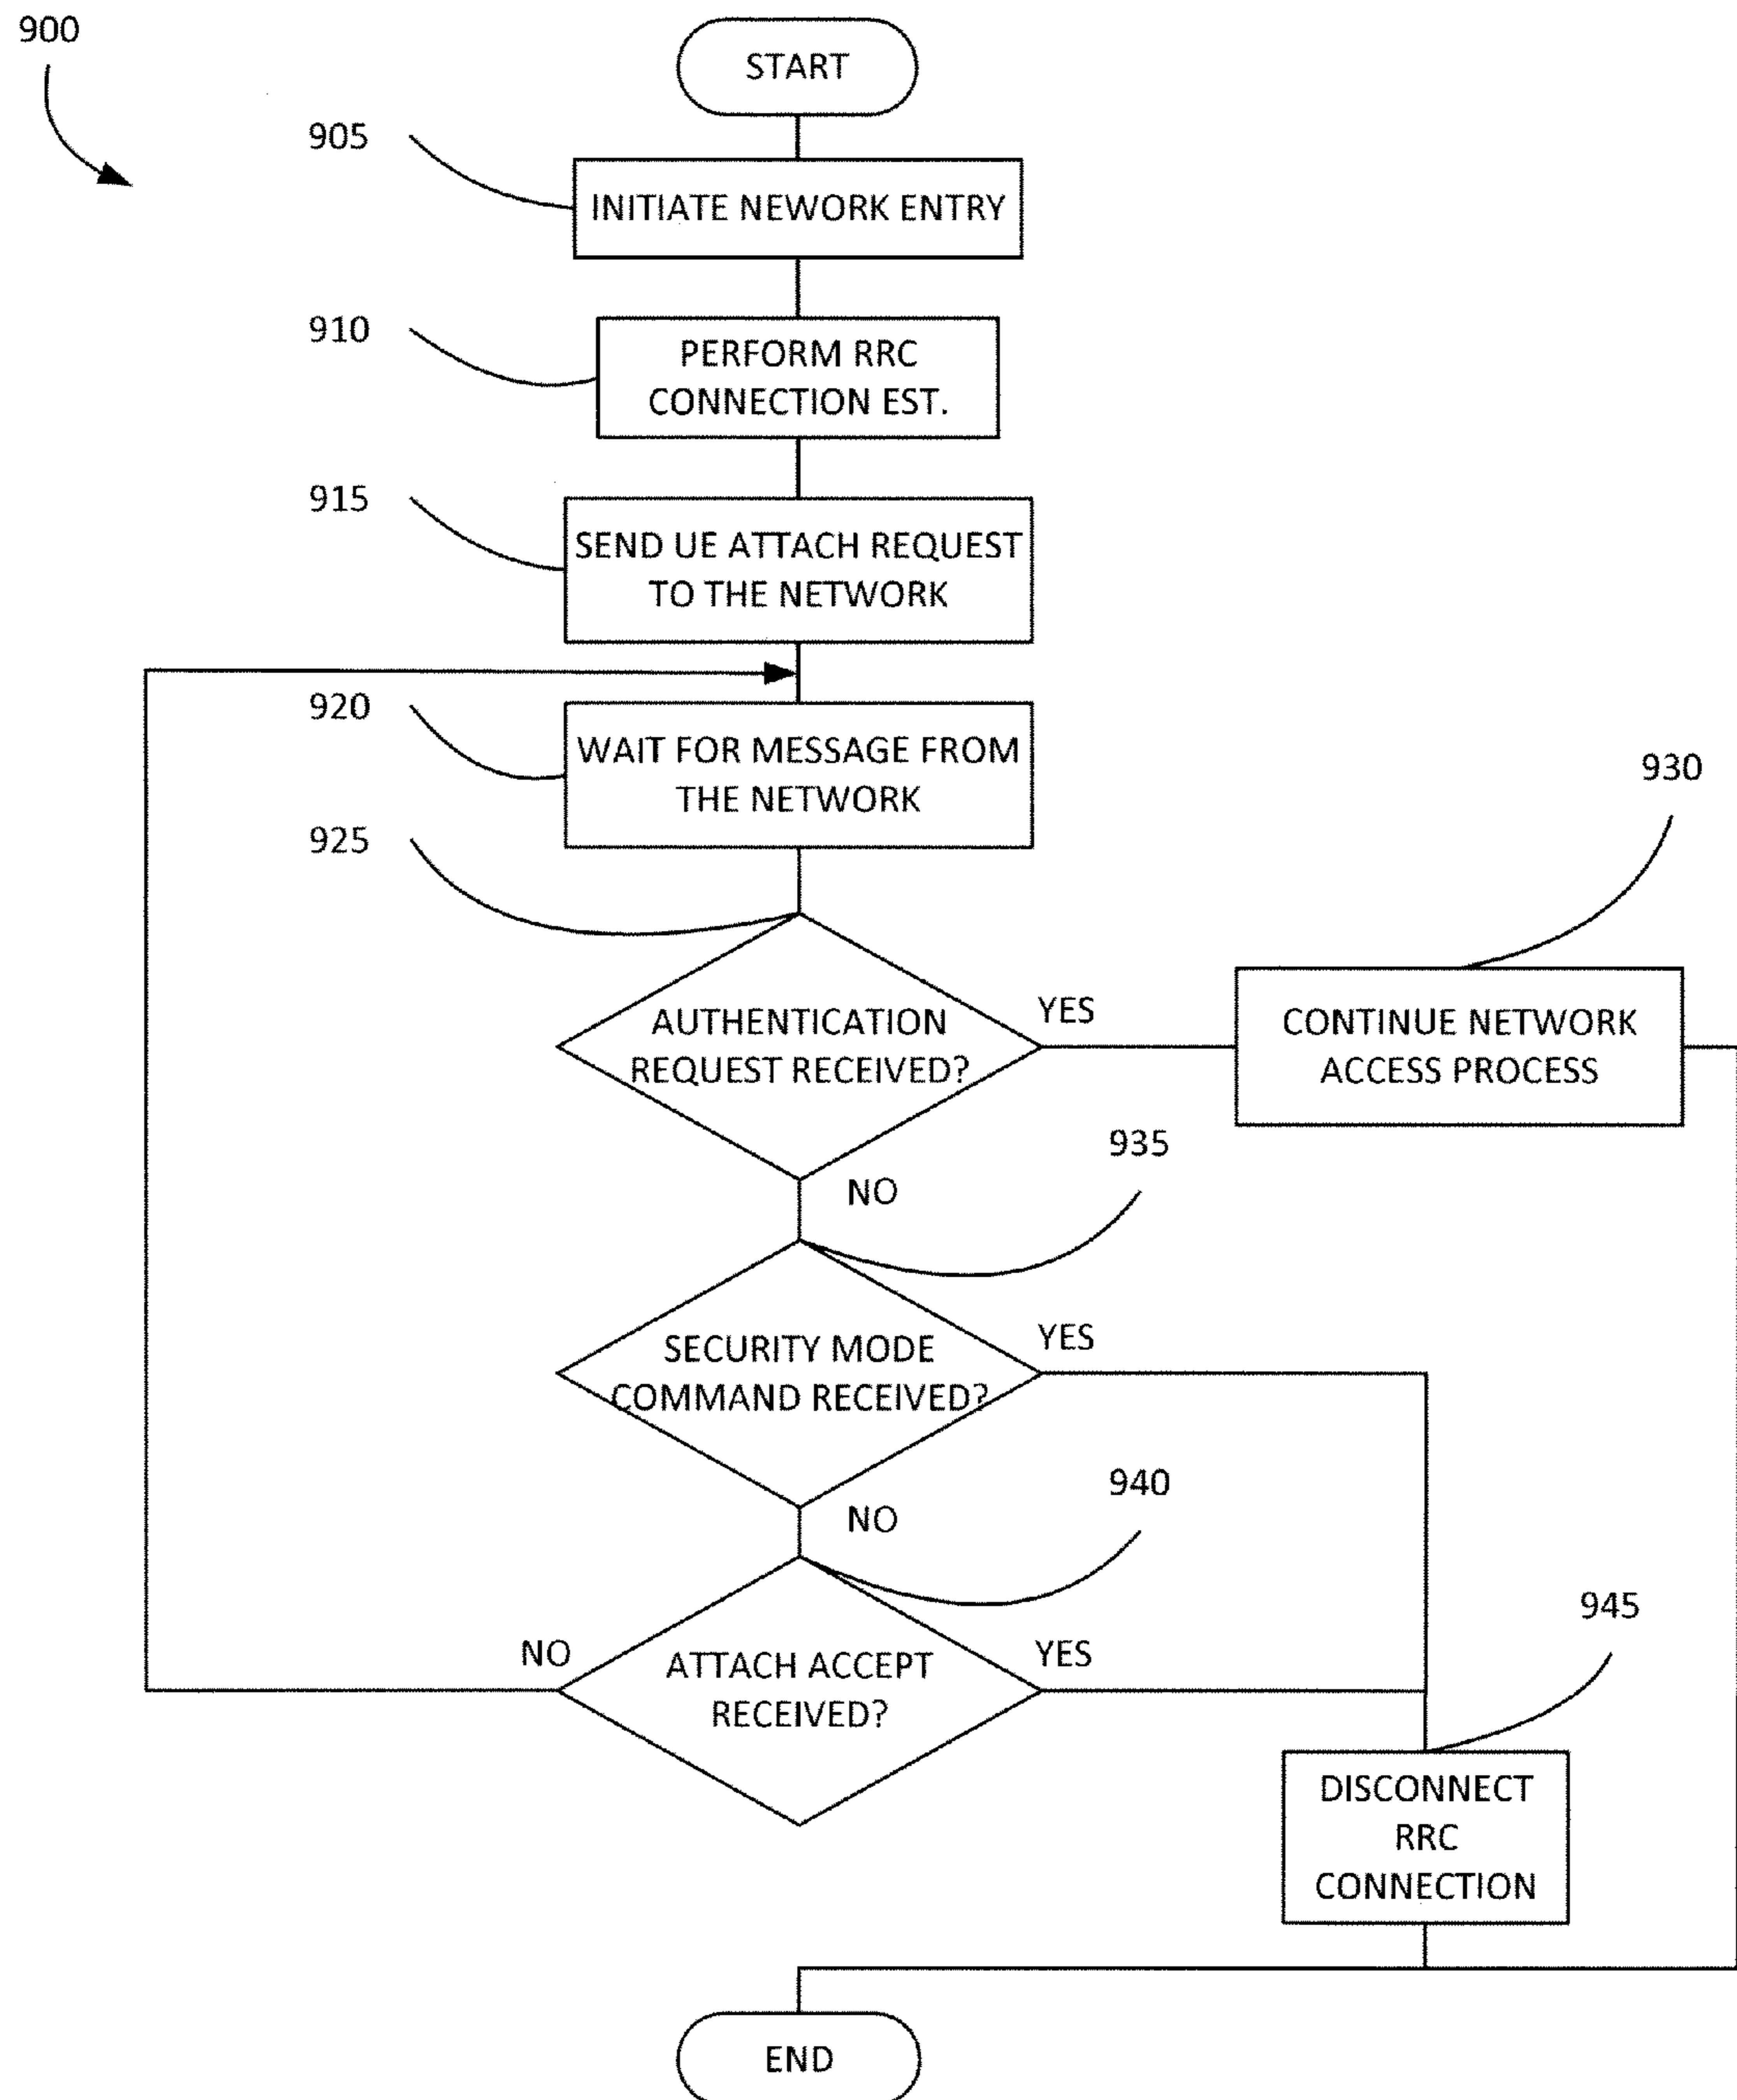 900
START
905
INITIATE NEWORK ENTRY
910
PERFORM RRC
CONNECTION EST.
915
SEND UE ATTACH REQUEST
TO THE NETWORK
920
WAIT FOR MESSAGE FROM
THE NETWORK
925
930
AUTHENTICATION
REQUEST RECEIVED?
YES
CONTINUE NETWORK
ACCESS PROCESS
NO
935
SECURITY MODE
COMMAND RECEIVED?
YES
NO
940
NO
ATTACH ACCEPT
RECEIVED?
YES
945
DISCONNECT
RRC
CONNECTION
END